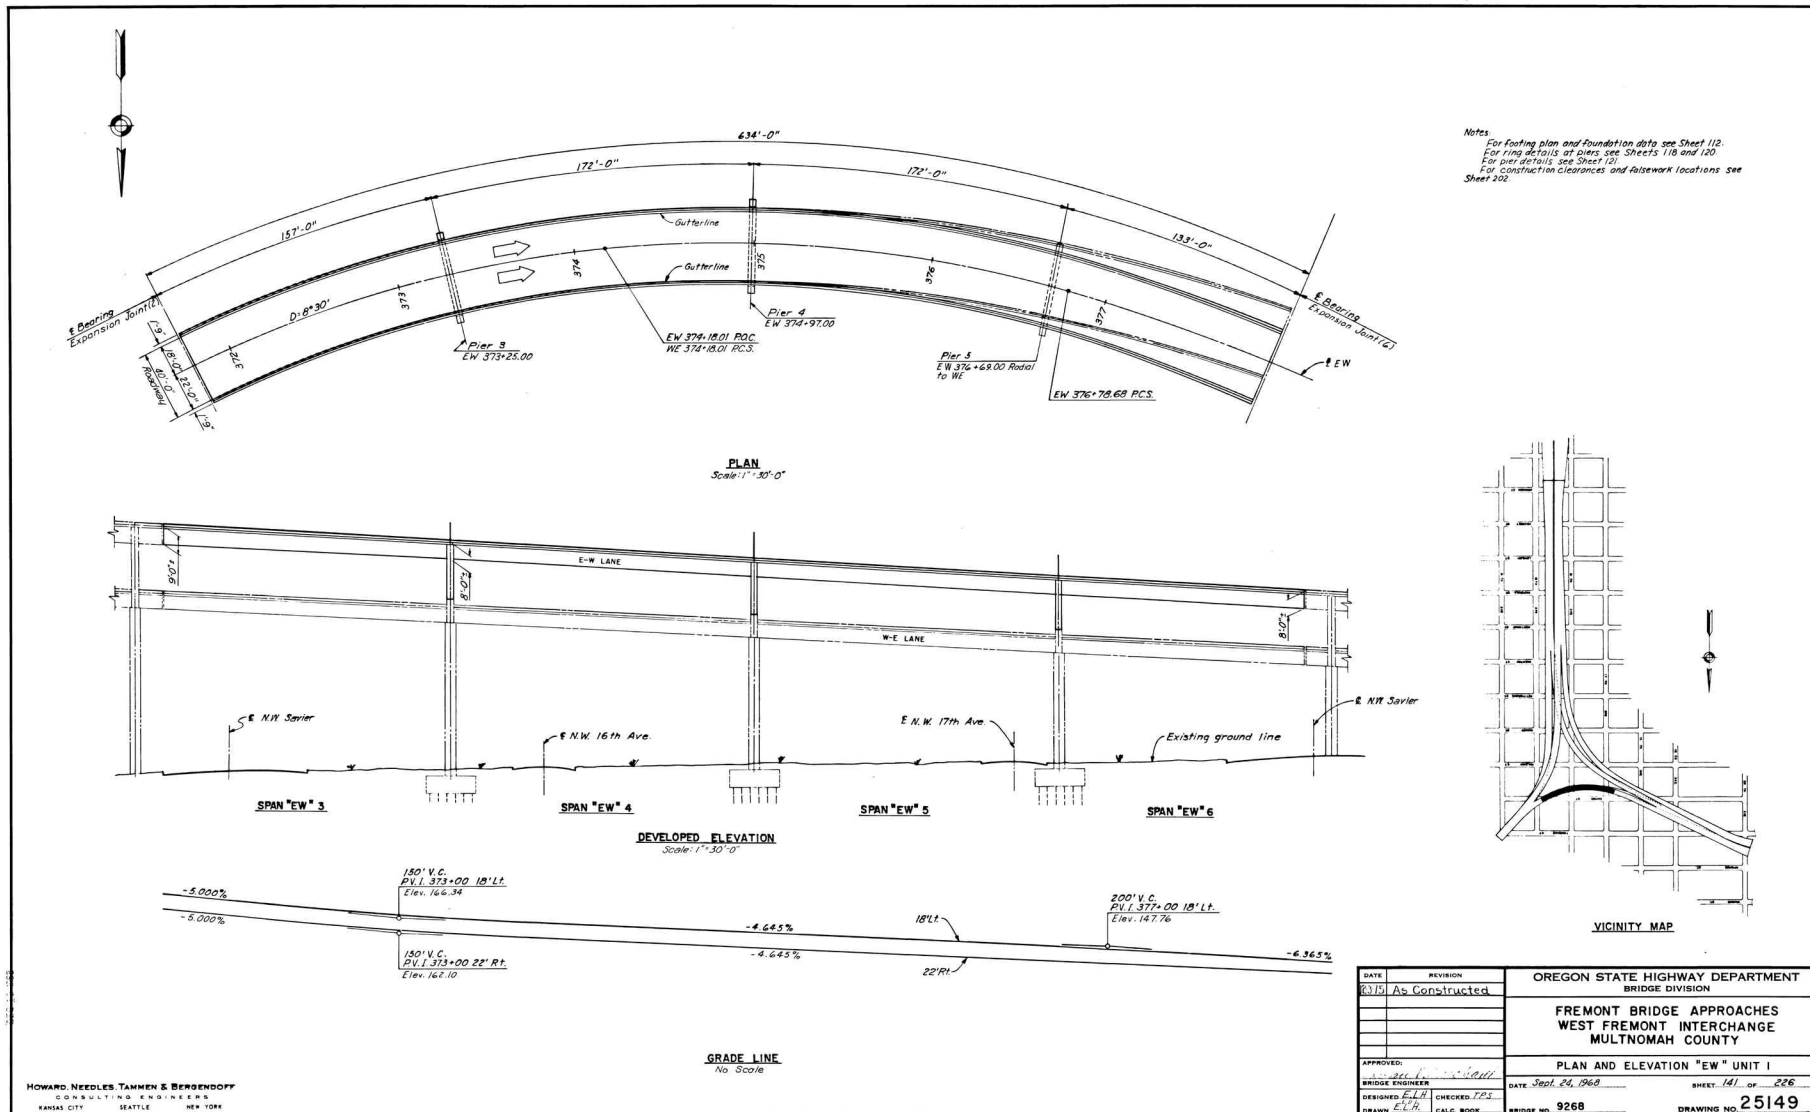 634'-0"
172'-0"
172'-0"
157'-0"
133'-0"
Notes:
For footing plan and foundation data see Sheet 112.
For ring details at piers see Sheets 118 and 120.
For pier details see Sheet 121.
For construction clearances and falsework locations see
Sheet 202.
Gutterline
Gutterline
℄ Bearing
Expansion Joint (2)
℄ Bearing
Expansion Joint (6)
D=8°30'
372
373
374
375
376
377
1'-9"
18'-0"
22'-0"
40'-0"
Roadway
1'-9"
Pier 3
EW 373+25.00
EW 374+18.01 P.O.C.
WE 374+18.01 P.C.S.
Pier 4
EW 374+97.00
Pier 5
EW 376+69.00 Radial
to WE
EW 376+78.68 P.C.S.
℄ EW
PLAN
Scale: 1"=30'-0"
E-W LANE
W-E LANE
9'-0"±
8'-0"±
8'-0"±
℄ N.W. Savier
℄ N.W. 16th Ave.
℄ N.W. 17th Ave.
Existing ground line
℄ N.W. Savier
SPAN "EW" 3
SPAN "EW" 4
SPAN "EW" 5
SPAN "EW" 6
DEVELOPED ELEVATION
Scale: 1"=30'-0"
-5.000%
-5.000%
150' V.C.
P.V.I. 373+00 18' Lt.
Elev. 166.34
150' V.C.
P.V.I. 373+00 22' Rt.
Elev. 162.10
-4.645%
-4.645%
18' Lt.
22' Rt.
200' V.C.
P.V.I. 377+00 18' Lt.
Elev. 147.76
-6.365%
GRADE LINE
No Scale
VICINITY MAP
HOWARD, NEEDLES, TAMMEN & BERGENDOFF
CONSULTING ENGINEERS
KANSAS CITY SEATTLE NEW YORK
DATE REVISION
As Constructed
APPROVED:
BRIDGE ENGINEER
DESIGNED E.L.H. CHECKED T.P.S.
DRAWN E.L.H. CALC. BOOK
OREGON STATE HIGHWAY DEPARTMENT
BRIDGE DIVISION
FREMONT BRIDGE APPROACHES
WEST FREMONT INTERCHANGE
MULTNOMAH COUNTY
PLAN AND ELEVATION "EW" UNIT 1
DATE Sept. 24, 1968 SHEET 141 OF 226
BRIDGE NO. 9268 DRAWING NO. 25149